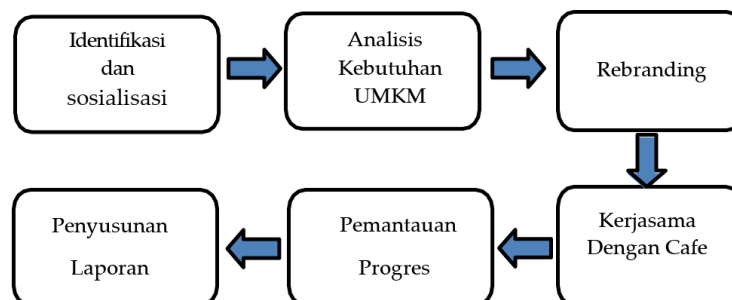 Identifikasi
dan
sosialisasi
Analisis
Kebutuhan
UMKM
Rebranding
Kerjasama
Dengan Cafe
Pemantauan
Progres
Penyusunan
Laporan